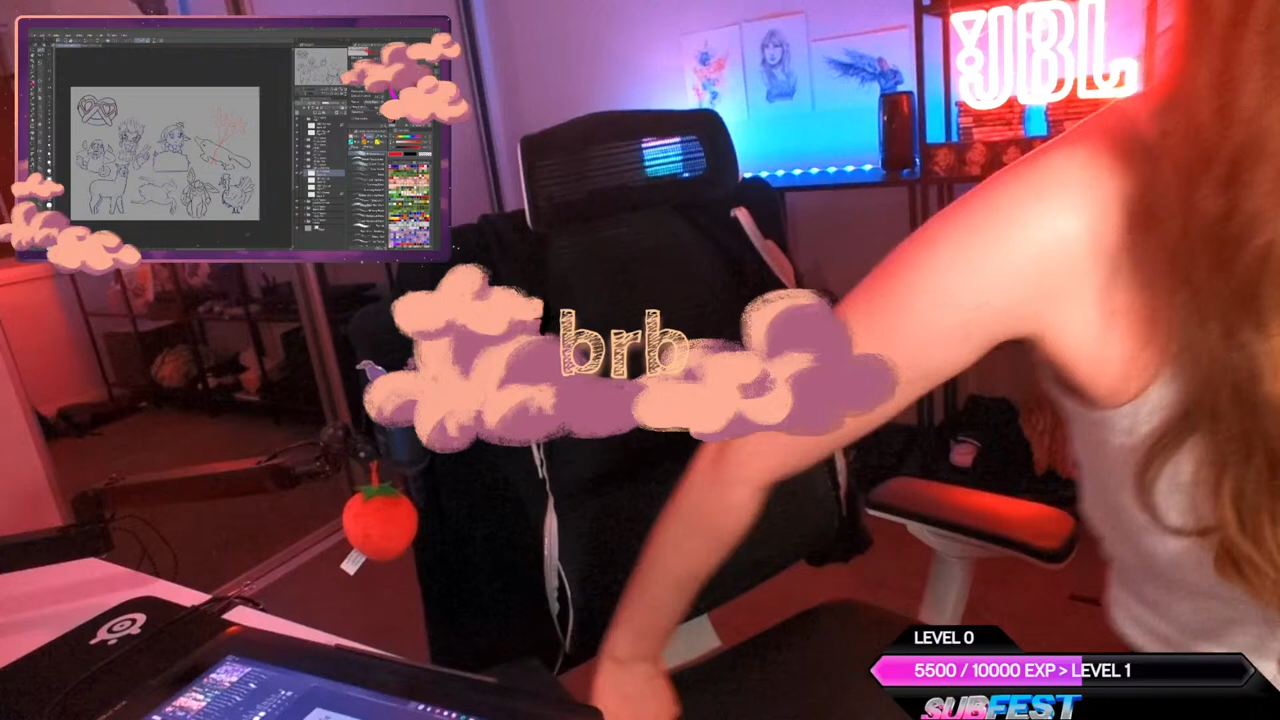 JBL
brb
LEVEL 0
5500 / 10000 EXP > LEVEL 1
SUBFEST